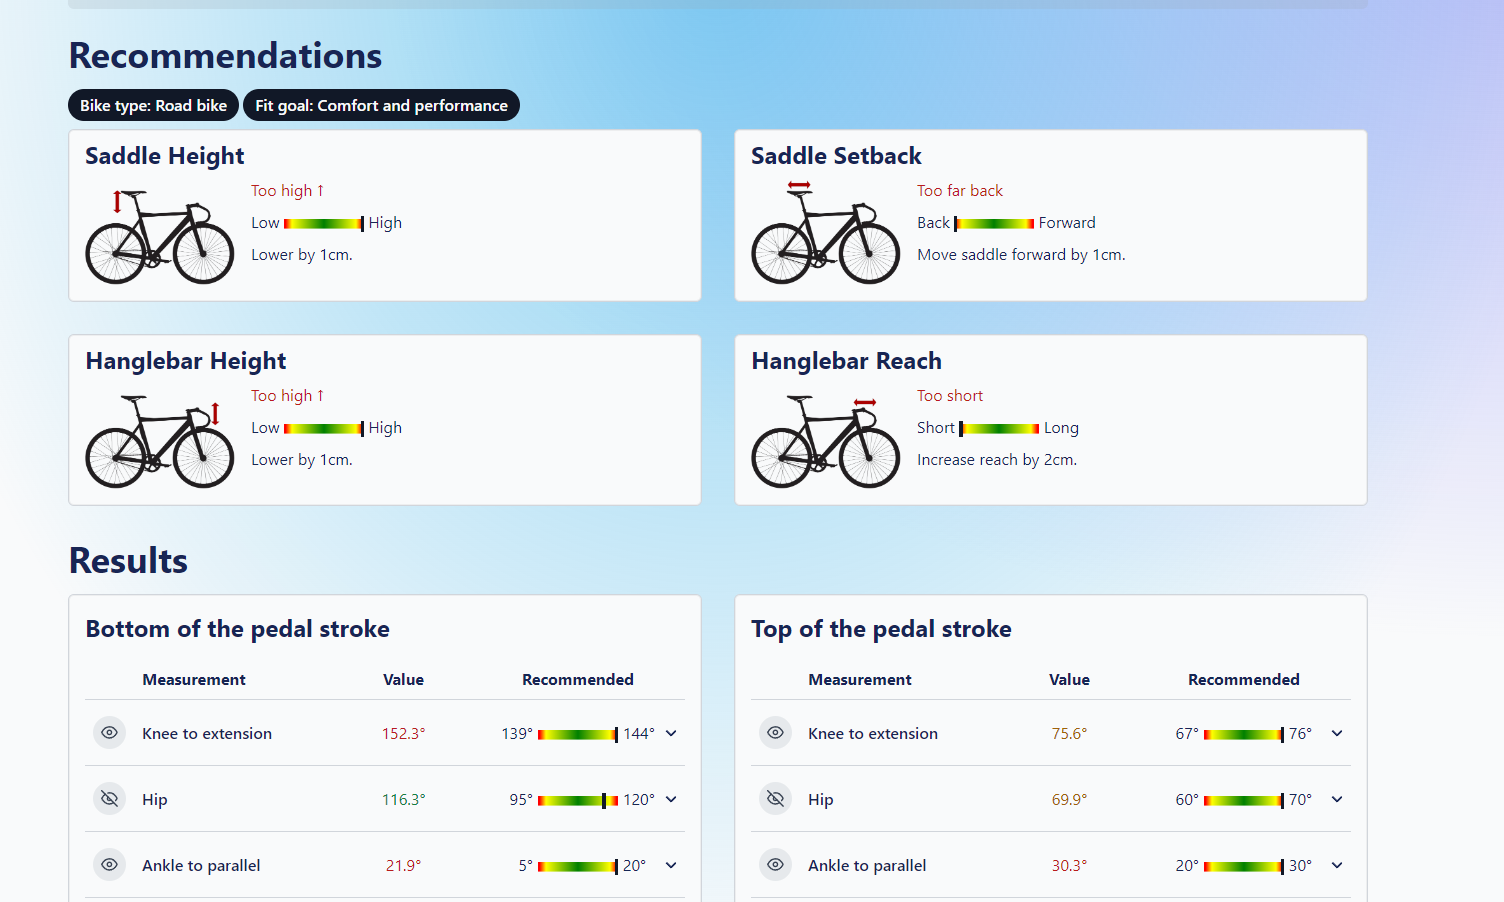 Recommendations
Bike type: Road bike
Fit goal: Comfort and performance
Saddle Height
Too high ↑
Low High
Lower by 1cm.
Saddle Setback
Too far back
Back Forward
Move saddle forward by 1cm.
Hanglebar Height
Too high ↑
Low High
Lower by 1cm.
Hanglebar Reach
Too short
Short Long
Increase reach by 2cm.
Results
Bottom of the pedal stroke
Measurement Value Recommended
Knee to extension 152.3° 139° 144°
Hip 116.3° 95° 120°
Ankle to parallel 21.9° 5° 20°
Top of the pedal stroke
Measurement Value Recommended
Knee to extension 75.6° 67° 76°
Hip 69.9° 60° 70°
Ankle to parallel 30.3° 20° 30°